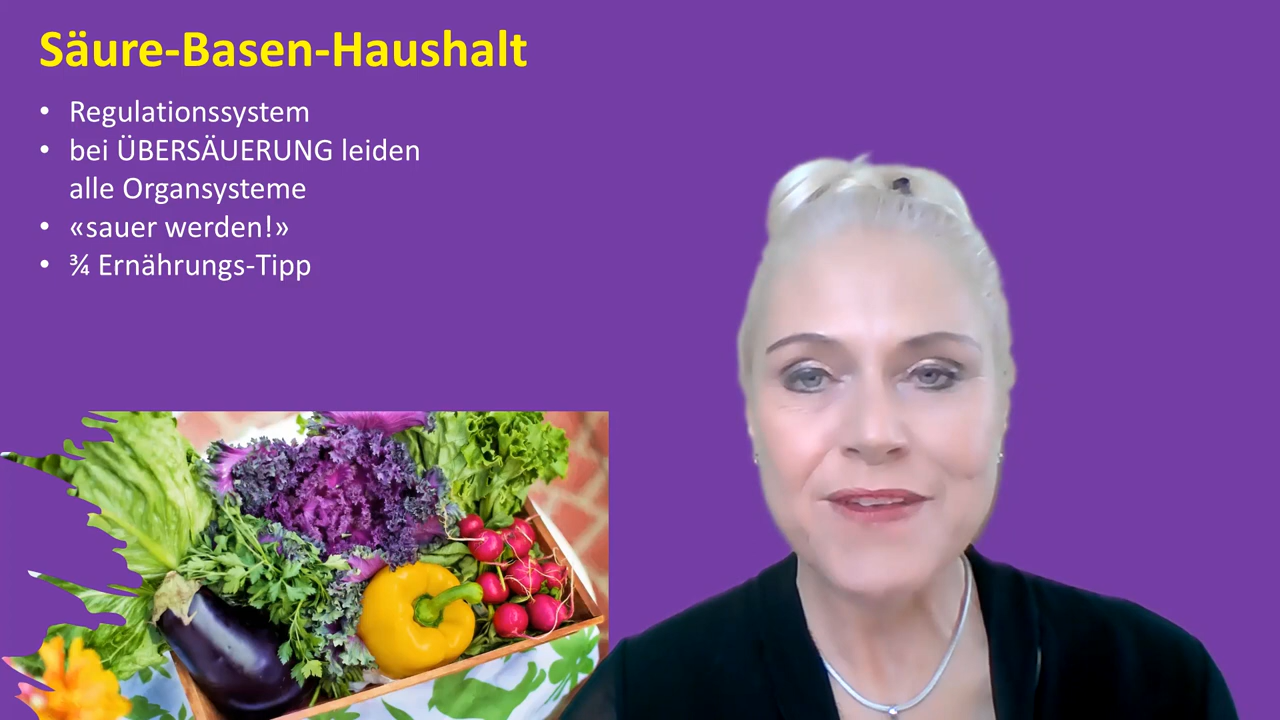 Säure-Basen-Haushalt
• Regulationssystem
• bei ÜBERSÄUERUNG leiden
alle Organsysteme
• «sauer werden!»
• ¾ Ernährungs-Tipp